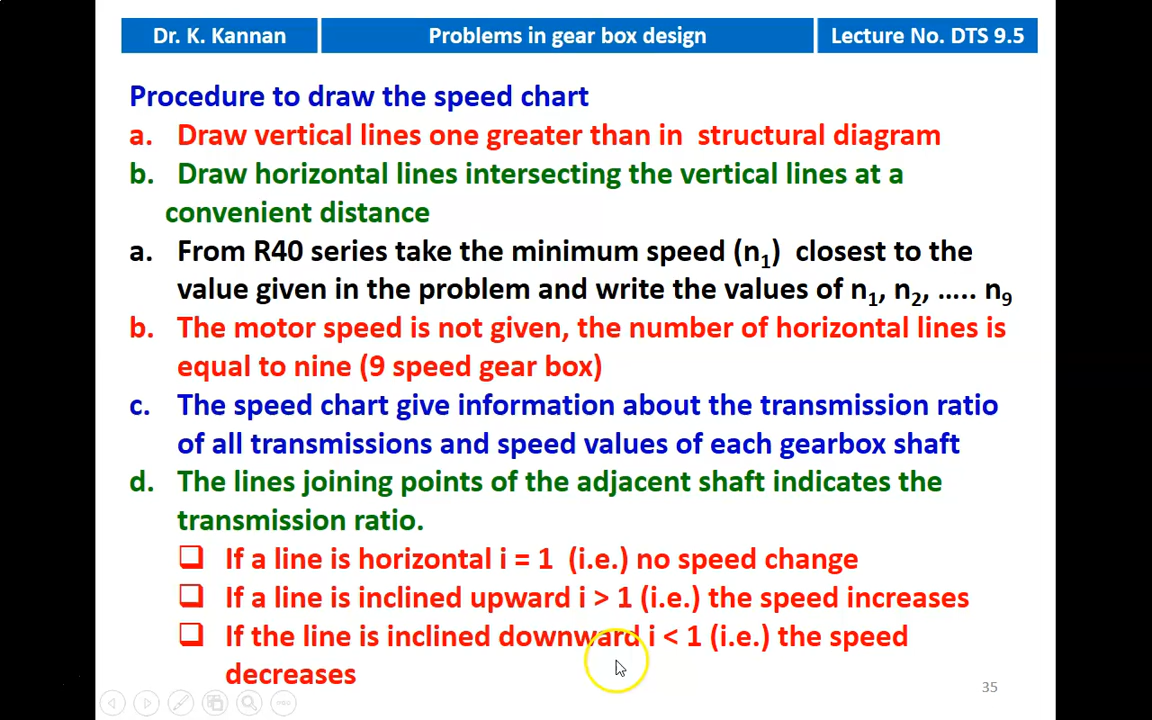 Dr. K. Kannan
Problems in gear box design
Lecture No. DTS 9.5
Procedure to draw the speed chart
a. Draw vertical lines one greater than in structural diagram
b. Draw horizontal lines intersecting the vertical lines at a
convenient distance
a. From R40 series take the minimum speed (n₁) closest to the
value given in the problem and write the values of n₁, n₂, ….. n₉
b. The motor speed is not given, the number of horizontal lines is
equal to nine (9 speed gear box)
c. The speed chart give information about the transmission ratio
of all transmissions and speed values of each gearbox shaft
d. The lines joining points of the adjacent shaft indicates the
transmission ratio.
❑ If a line is horizontal i = 1 (i.e.) no speed change
❑ If a line is inclined upward i > 1 (i.e.) the speed increases
❑ If the line is inclined downward i < 1 (i.e.) the speed
decreases
35